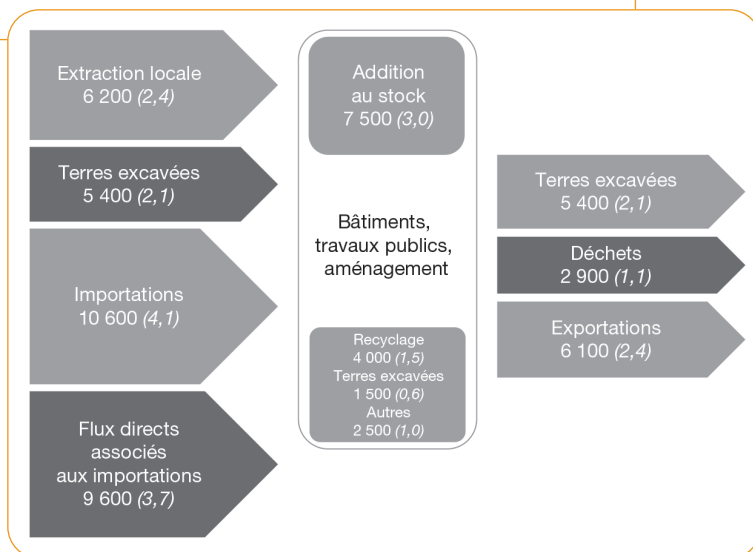 Extraction locale
6 200 (2,4)
Terres excavées
5 400 (2,1)
Importations
10 600 (4,1)
Flux directs
associés
aux importations
9 600 (3,7)
Addition
au stock
7 500 (3,0)
Bâtiments,
travaux publics,
aménagement
Recyclage
4 000 (1,5)
Terres excavées
1 500 (0,6)
Autres
2 500 (1,0)
Terres excavées
5 400 (2,1)
Déchets
2 900 (1,1)
Exportations
6 100 (2,4)